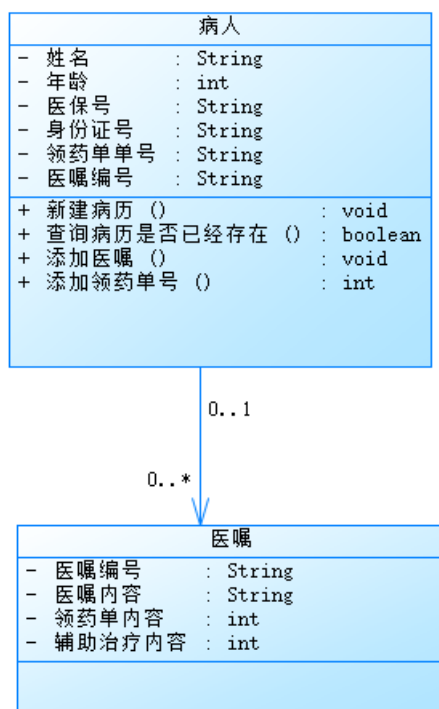 病人
- 姓名 : String
- 年龄 : int
- 医保号 : String
- 身份证号 : String
- 领药单单号 : String
- 医嘱编号 : String
+ 新建病历 () : void
+ 查询病历是否已经存在 () : boolean
+ 添加医嘱 () : void
+ 添加领药单号 () : int
0..1
0..*
医嘱
- 医嘱编号 : String
- 医嘱内容 : String
- 领药单内容 : int
- 辅助治疗内容 : int